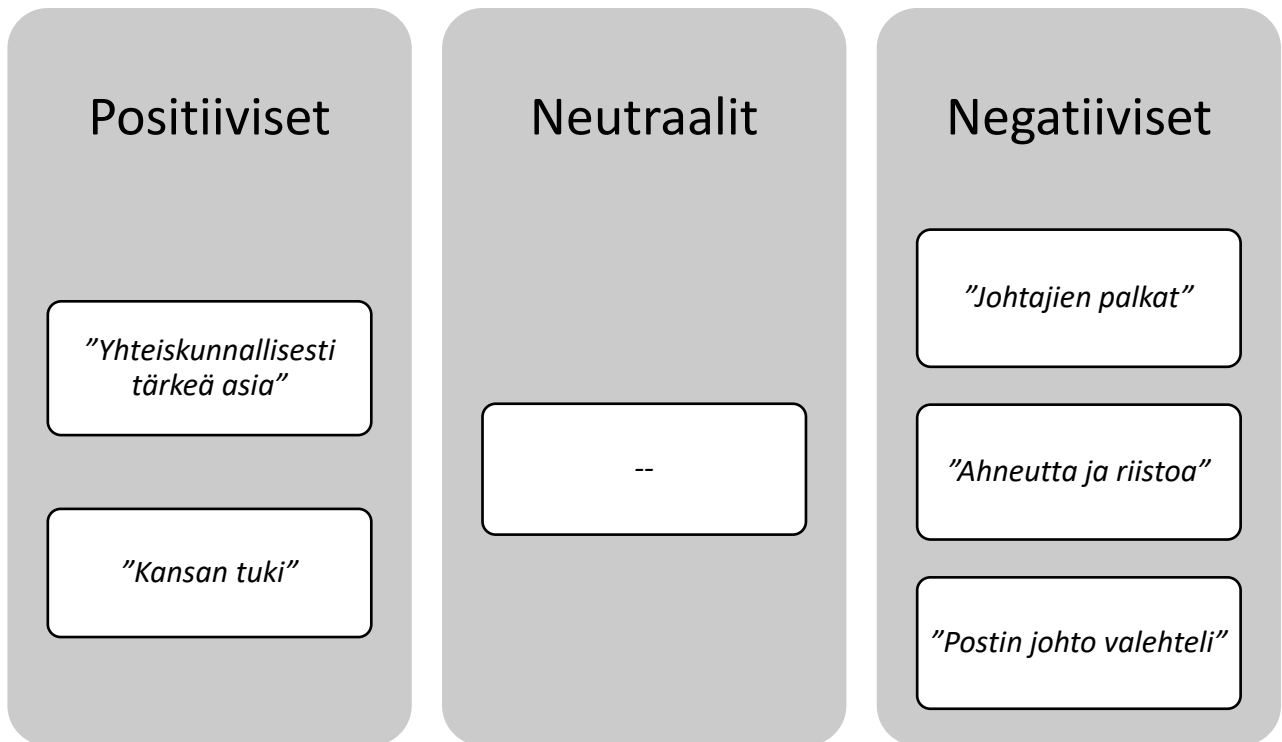 Positiiviset
”Yhteiskunnallisesti
tärkeä asia”
”Kansan tuki”
Neutraalit
--
Negatiiviset
”Johtajien palkat”
”Ahneutta ja riistoa”
”Postin johto valehteli”